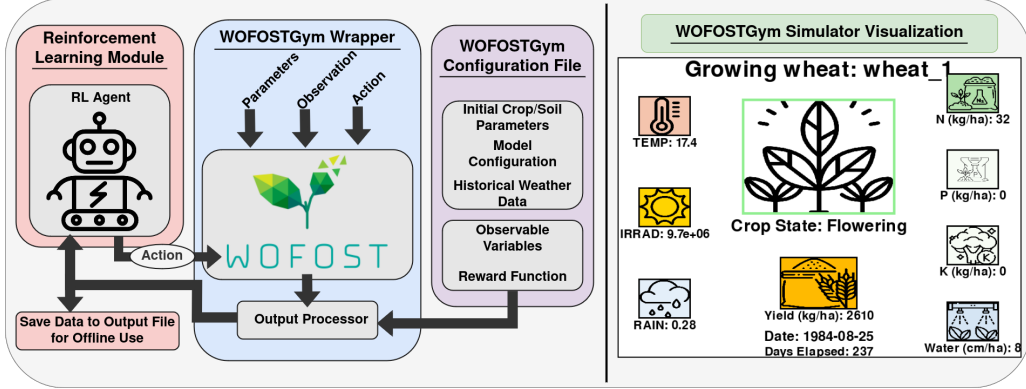 Reinforcement
Learning Module
RL Agent
Action
Save Data to Output File
for Offline Use
WOFOSTGym Wrapper
Parameters
Observation
Action
WOFOST
Output Processor
WOFOSTGym
Configuration File
Initial Crop/Soil
Parameters
Model
Configuration
Historical Weather
Data
Observable
Variables
Reward Function
WOFOSTGym Simulator Visualization
Growing wheat: wheat_1
TEMP: 17.4
IRRAD: 9.7e+06
RAIN: 0.28
Crop State: Flowering
Yield (kg/ha): 2610
Date: 1984-08-25
Days Elapsed: 237
N (kg/ha): 32
P (kg/ha): 0
K
K (kg/ha): 0
Water (cm/ha): 8